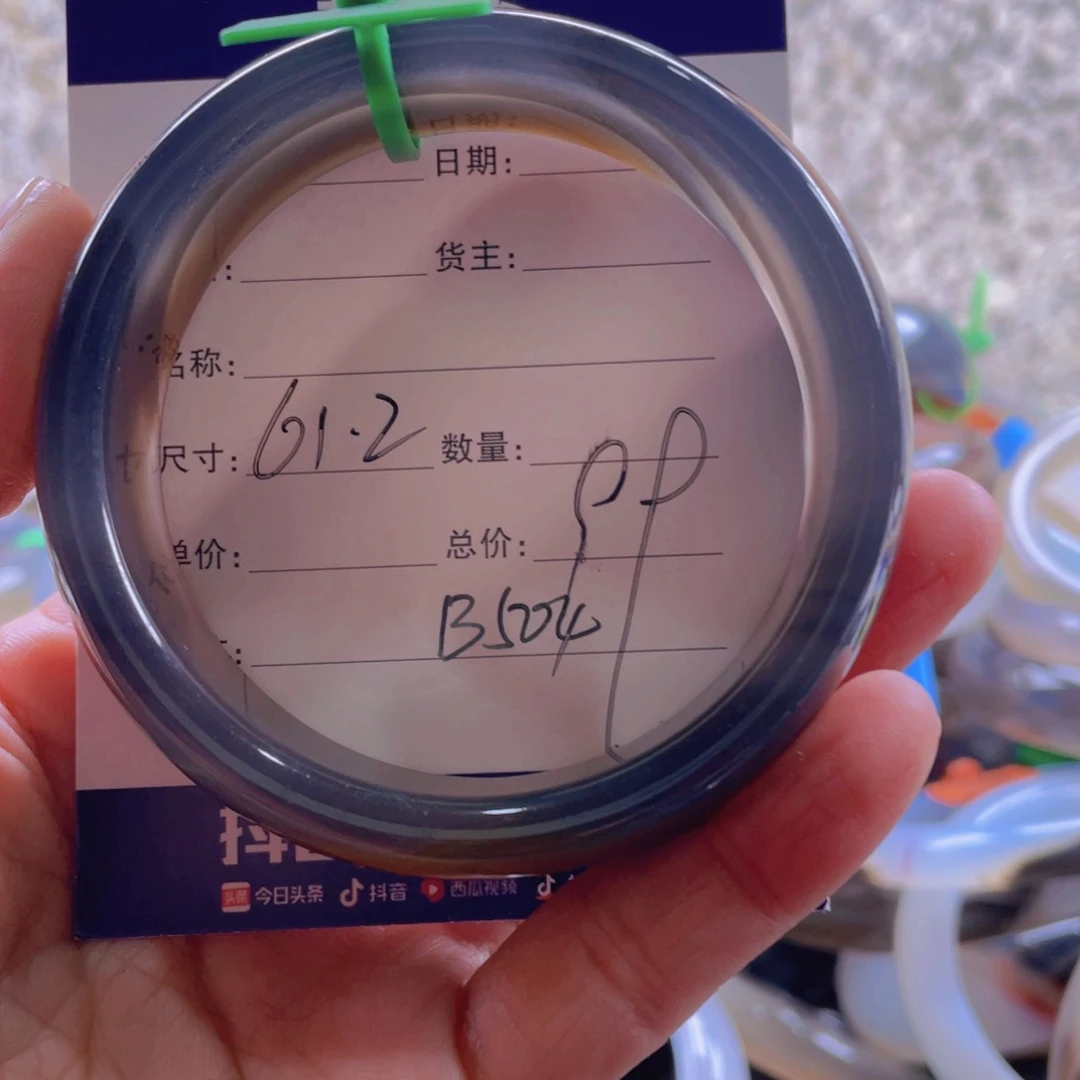 日期:
货主:
名称:
尺寸: 61.2 数量: 99
单价: 总价:
B504
今日头条 抖音 西瓜视频